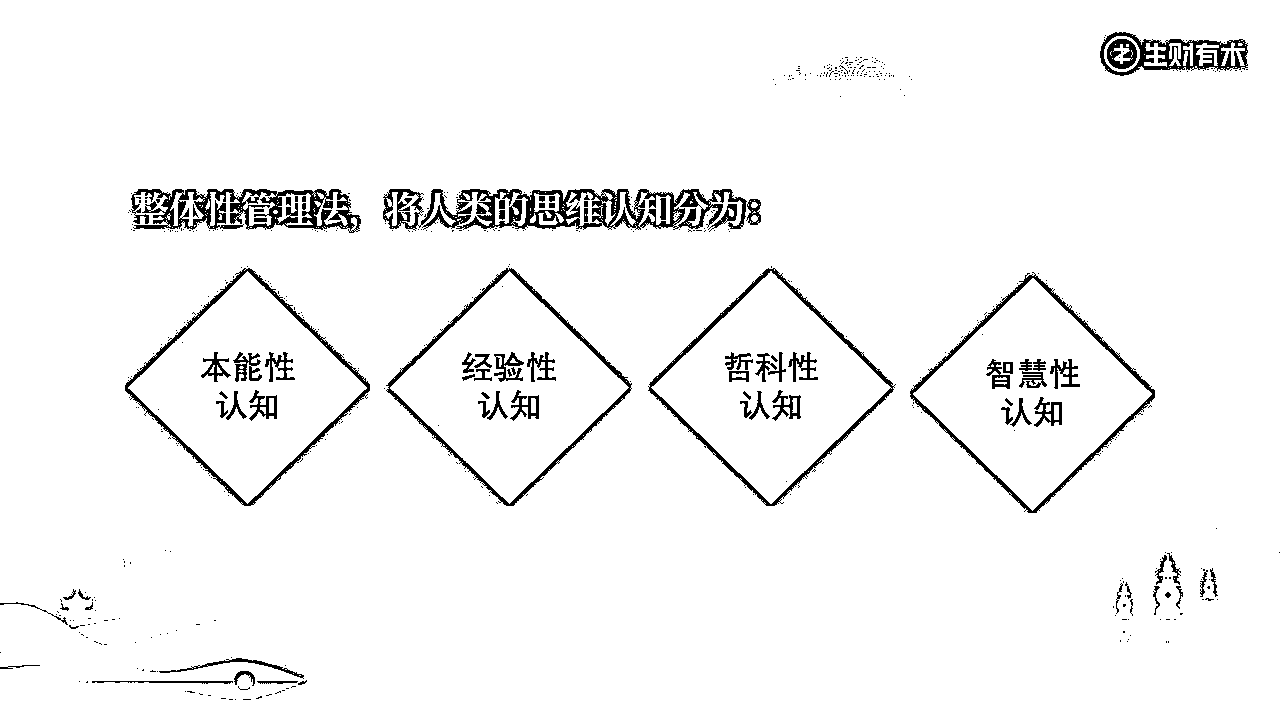 生财有术
整体性管理法，将人类的思维认知分为：
本能性
认知
经验性
认知
哲科性
认知
智慧性
认知